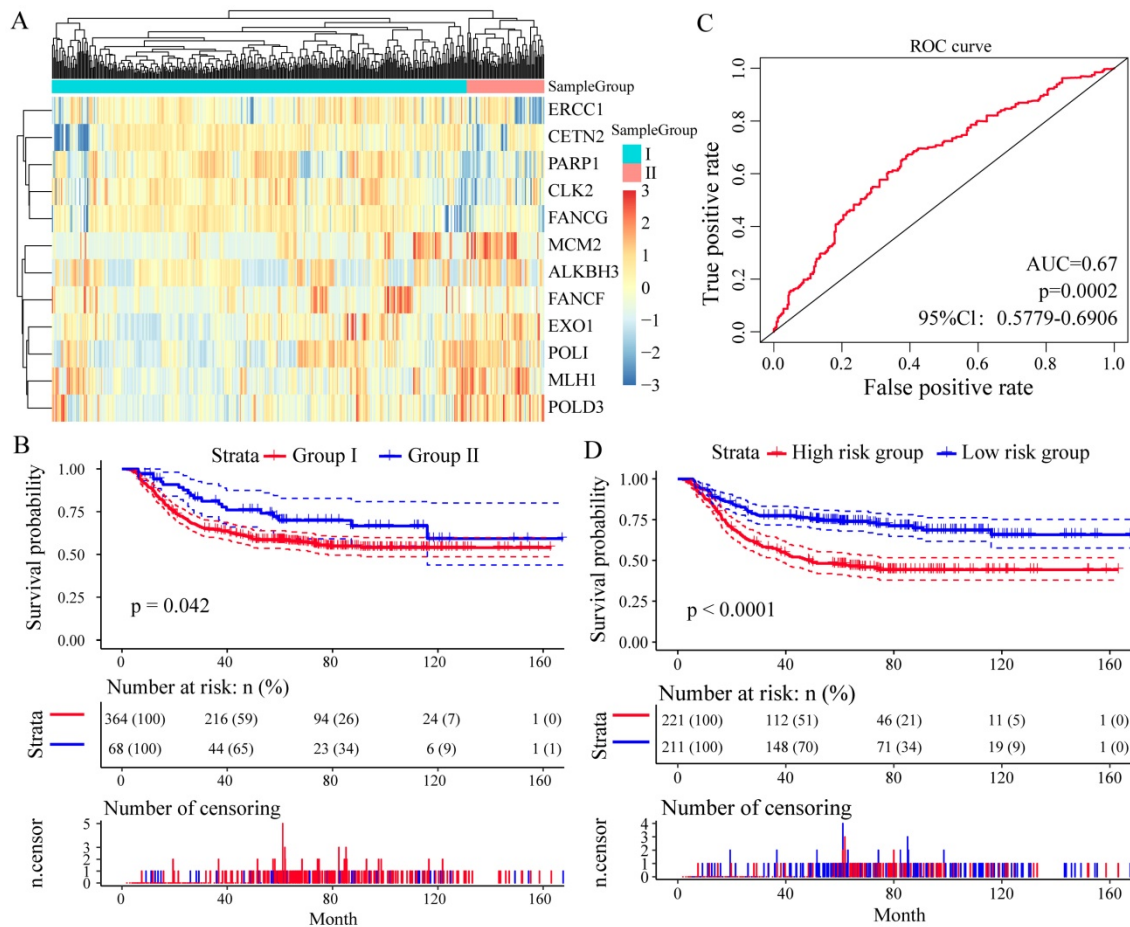 A
SampleGroup
ERCC1
CETN2
PARP1
CLK2
FANCG
MCM2
ALKBH3
FANCF
EXO1
POLI
MLH1
POLD3
SampleGroup
I
II
3
2
1
0
−1
−2
−3
C
ROC curve
True positive rate
1.0
0.8
0.6
0.4
0.2
0.0
AUC=0.67
p=0.0002
95%CI: 0.5779-0.6906
0.0 0.2 0.4 0.6 0.8 1.0
False positive rate
B
Strata Group I Group II
Survival probability
1.00
0.75
0.50
0.25
0.00
p = 0.042
0 40 80 120 160
Number at risk: n (%)
Strata
364 (100) 216 (59) 94 (26) 24 (7) 1 (0)
68 (100) 44 (65) 23 (34) 6 (9) 1 (1)
0 40 80 120 160
Number of censoring
n.censor
5
4
3
2
1
0
0 40 80 120 160
Month
D
Strata High risk group Low risk group
Survival probability
1.00
0.75
0.50
0.25
0.00
p < 0.0001
0 40 80 120 160
Number at risk: n (%)
Strata
221 (100) 112 (51) 46 (21) 11 (5) 1 (0)
211 (100) 148 (70) 71 (34) 19 (9) 1 (0)
0 40 80 120 160
Number of censoring
n.censor
4
3
2
1
0
0 40 80 120 160
Month